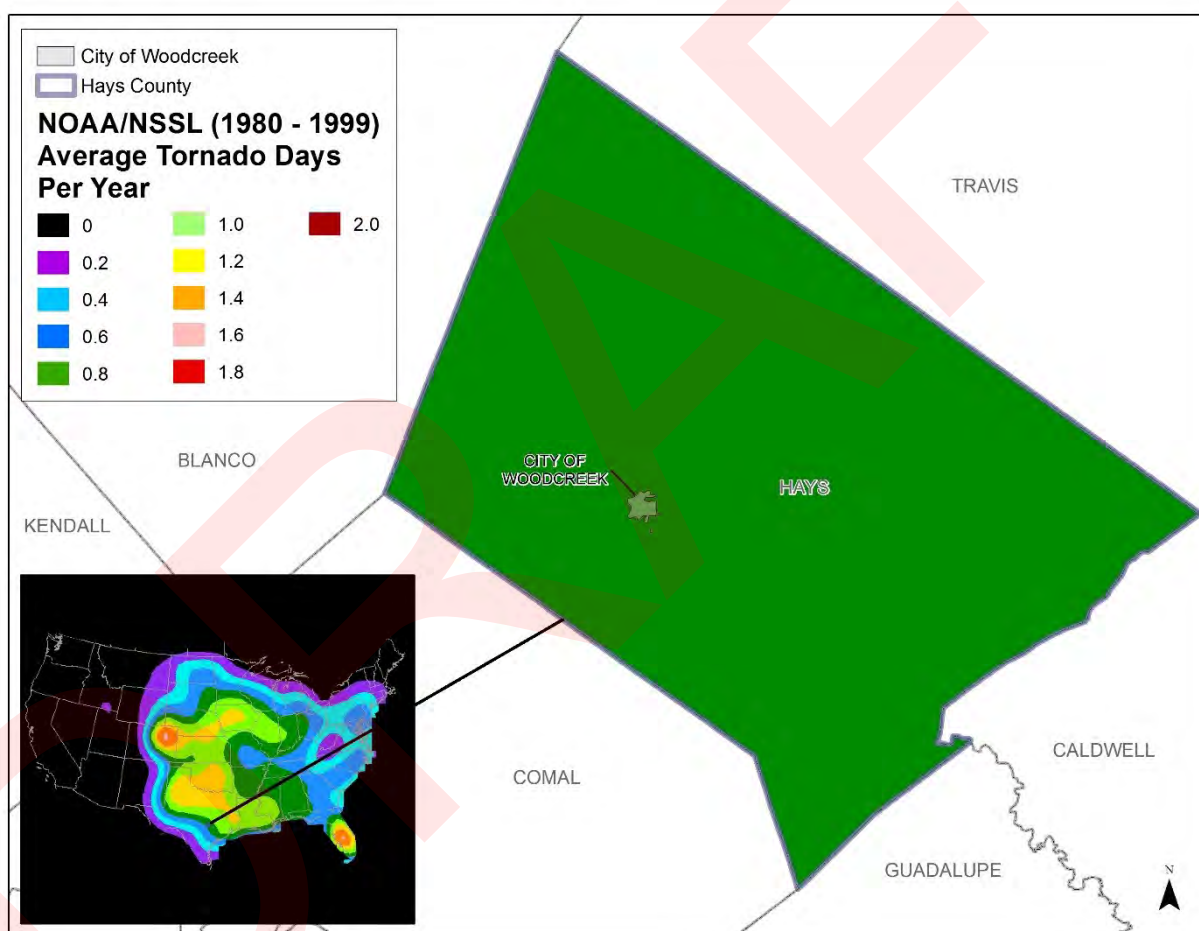 City of Woodcreek
Hays County
NOAA/NSSL (1980 - 1999)
Average Tornado Days
Per Year
0
0.2
0.4
0.6
0.8
1.0
1.2
1.4
1.6
1.8
2.0
TRAVIS
BLANCO
CITY OF
WOODCREEK
HAYS
KENDALL
COMAL
CALDWELL
GUADALUPE
N
DRAFT